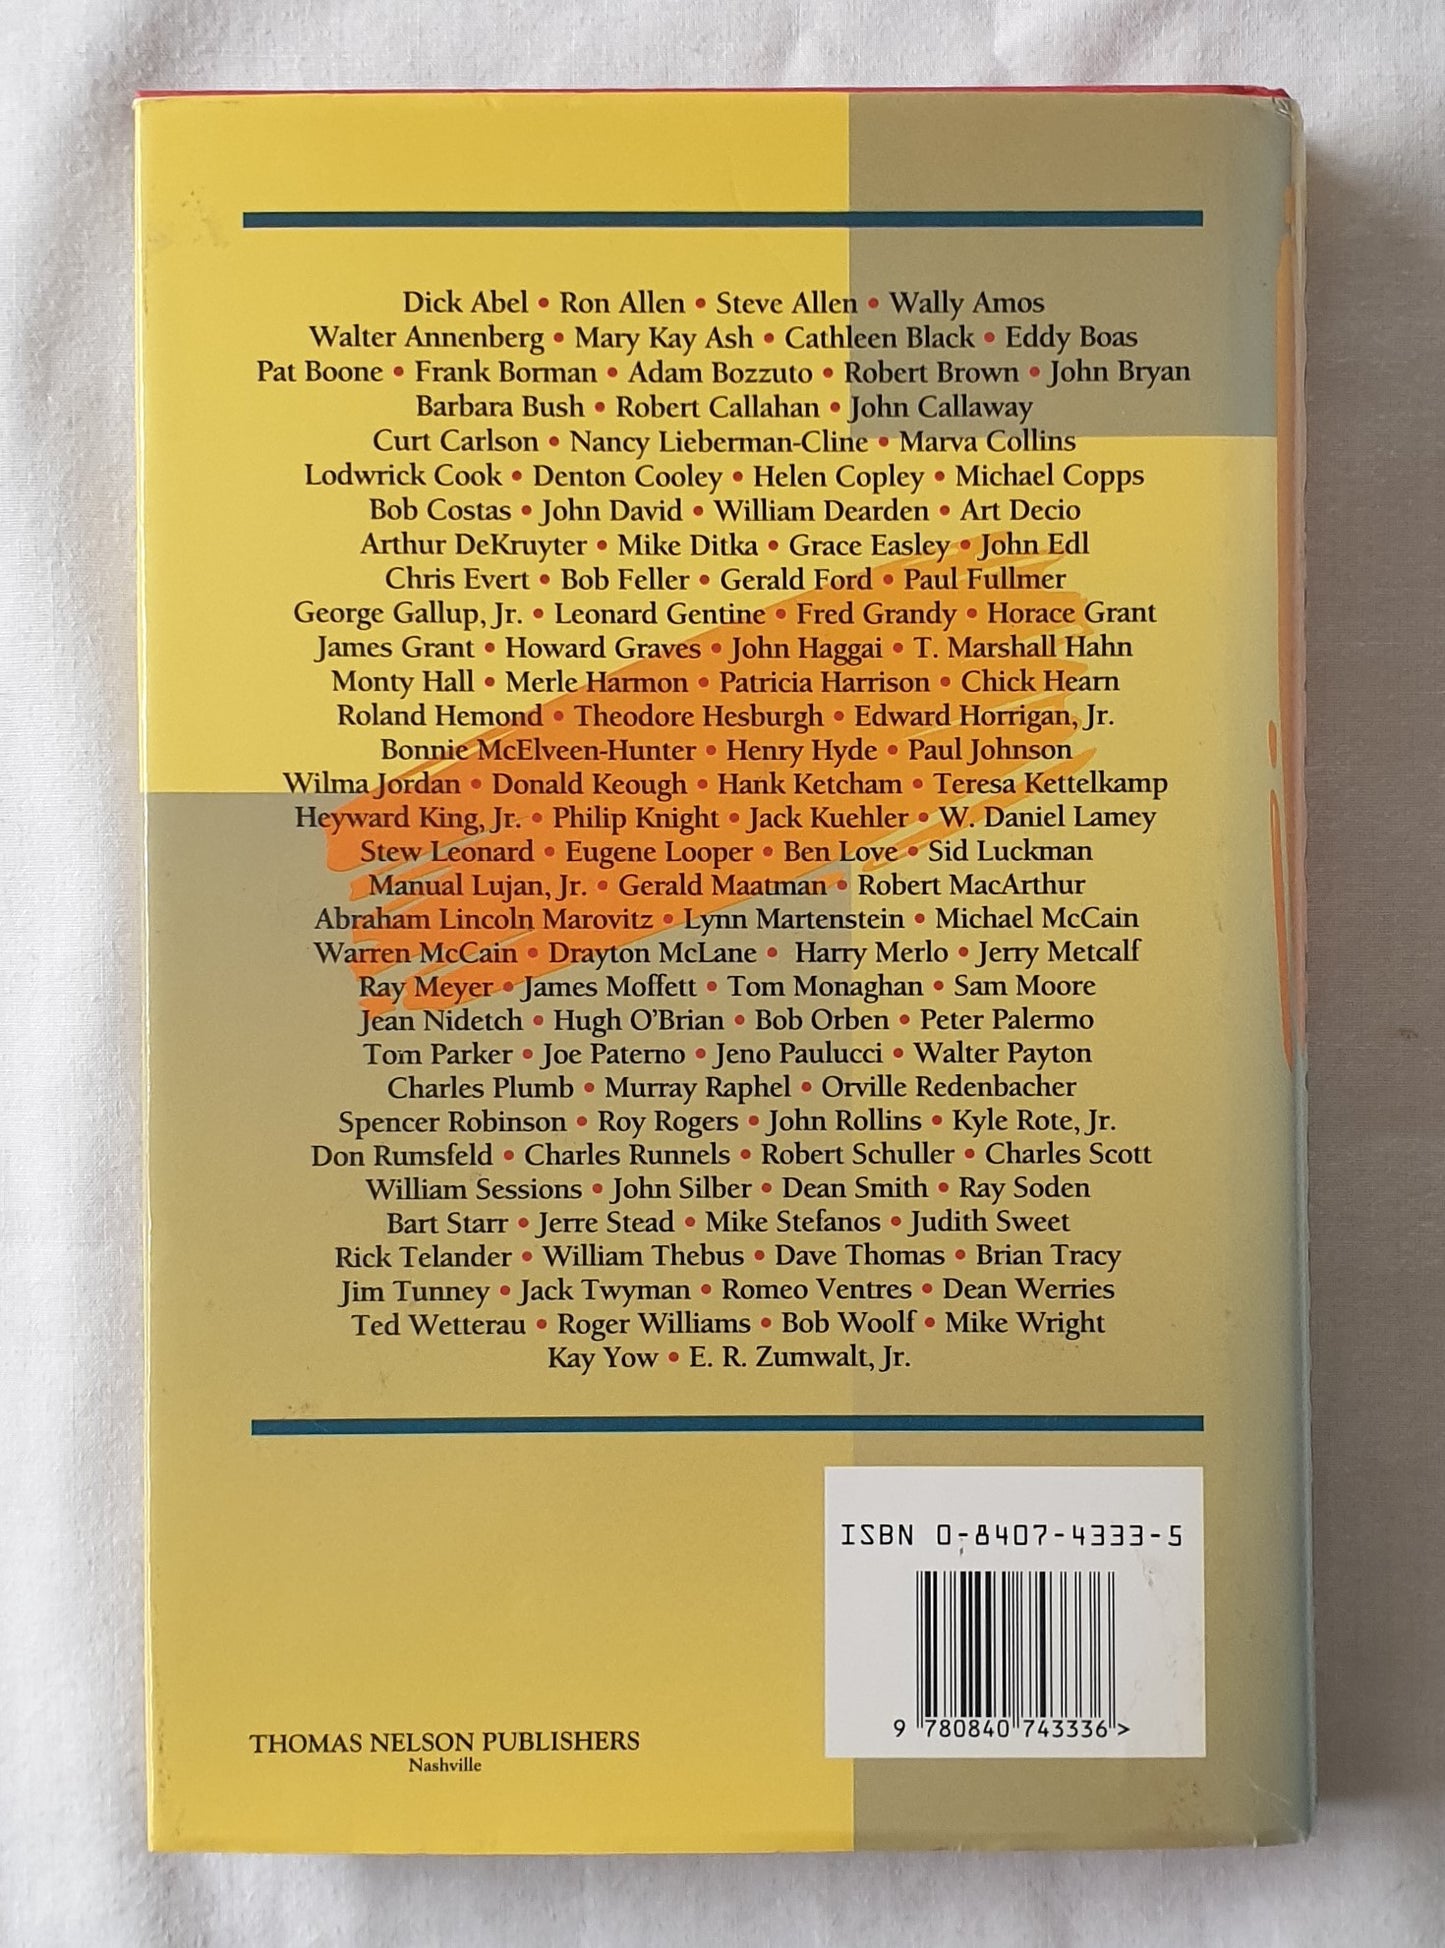 Dick Abel • Ron Allen • Steve Allen • Wally Amos
Walter Annenberg • Mary Kay Ash • Cathleen Black • Eddy Boas
Pat Boone • Frank Borman • Adam Bozzuto • Robert Brown • John Bryan
Barbara Bush • Robert Callahan • John Callaway
Curt Carlson • Nancy Lieberman-Cline • Marva Collins
Lodwrick Cook • Denton Cooley • Helen Copley • Michael Copps
Bob Costas • John David • William Dearden • Art Decio
Arthur DeKruyter • Mike Ditka • Grace Easley • John Edl
Chris Evert • Bob Feller • Gerald Ford • Paul Fullmer
George Gallup, Jr. • Leonard Gentine • Fred Grandy • Horace Grant
James Grant • Howard Graves • John Haggai • T. Marshall Hahn
Monty Hall • Merle Harmon • Patricia Harrison • Chick Hearn
Roland Hemond • Theodore Hesburgh • Edward Horrigan, Jr.
Bonnie McElveen-Hunter • Henry Hyde • Paul Johnson
Wilma Jordan • Donald Keough • Hank Ketcham • Teresa Kettelkamp
Heyward King, Jr. • Philip Knight • Jack Kuehler • W. Daniel Lamey
Stew Leonard • Eugene Looper • Ben Love • Sid Luckman
Manual Lujan, Jr. • Gerald Maatman • Robert MacArthur
Abraham Lincoln Marovitz • Lynn Martenstein • Michael McCain
Warren McCain • Drayton McLane • Harry Merlo • Jerry Metcalf
Ray Meyer • James Moffett • Tom Monaghan • Sam Moore
Jean Nidetch • Hugh O'Brian • Bob Orben • Peter Palermo
Tom Parker • Joe Paterno • Jeno Paulucci • Walter Payton
Charles Plumb • Murray Raphel • Orville Redenbacher
Spencer Robinson • Roy Rogers • John Rollins • Kyle Rote, Jr.
Don Rumsfeld • Charles Runnels • Robert Schuller • Charles Scott
William Sessions • John Silber • Dean Smith • Ray Soden
Bart Starr • Jerre Stead • Mike Stefanos • Judith Sweet
Rick Telander • William Thebus • Dave Thomas • Brian Tracy
Jim Tunney • Jack Twyman • Romeo Ventres • Dean Werries
Ted Wetterau • Roger Williams • Bob Woolf • Mike Wright
Kay Yow • E. R. Zumwalt, Jr.
ISBN 0-8407-4333-5
9 780840 743336 >
THOMAS NELSON PUBLISHERS
Nashville